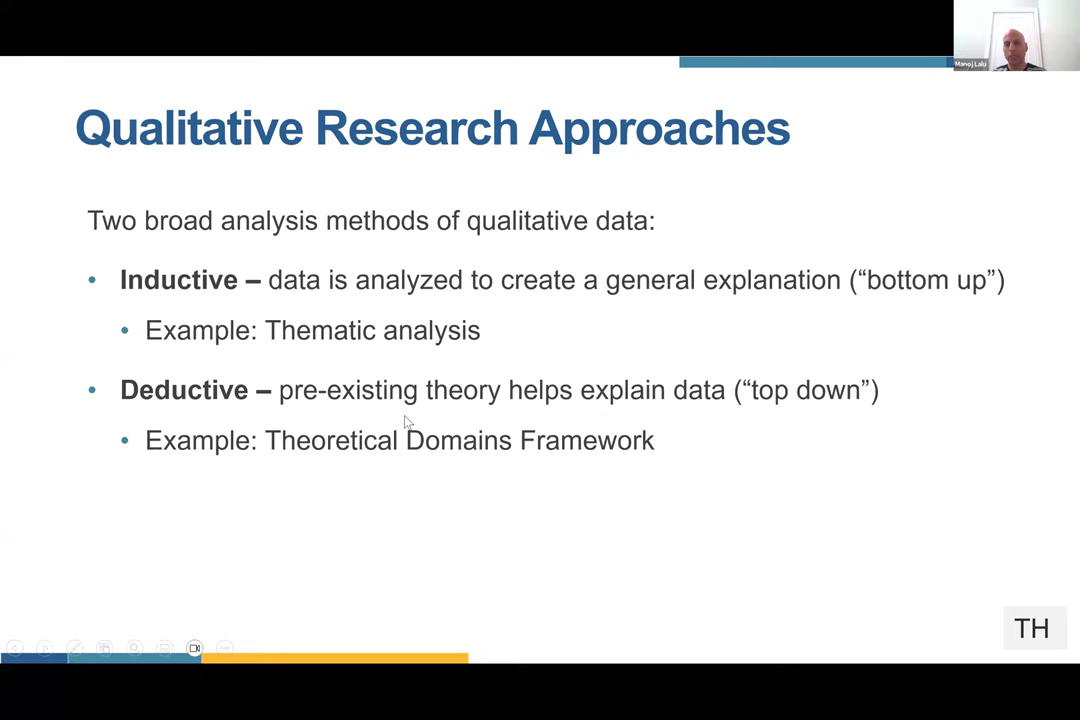 Manoj Lalu
Qualitative Research Approaches
Two broad analysis methods of qualitative data:
• Inductive – data is analyzed to create a general explanation (“bottom up”)
• Example: Thematic analysis
• Deductive – pre-existing theory helps explain data (“top down”)
• Example: Theoretical Domains Framework
TH